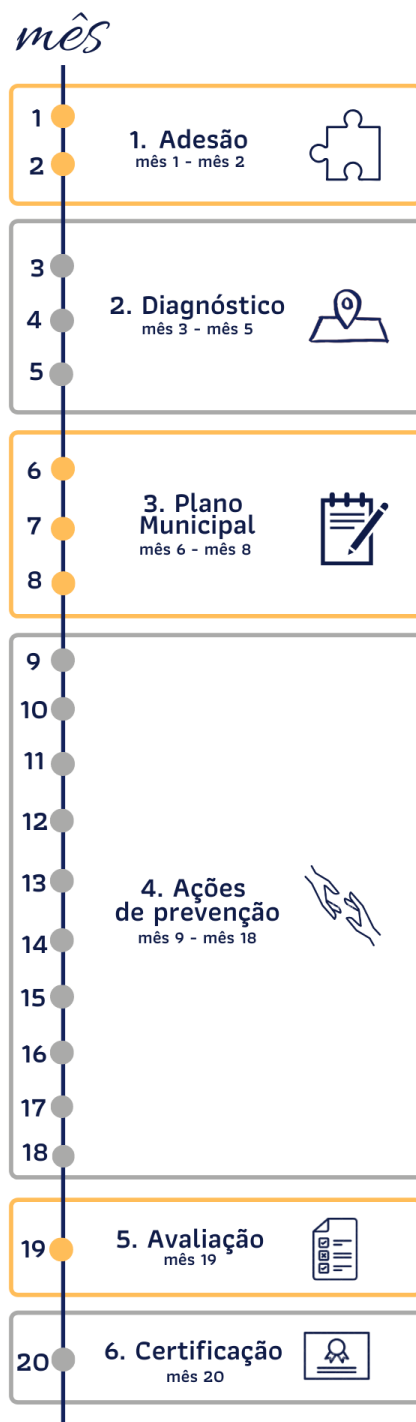 mês
1
2
1. Adesão
mês 1 - mês 2
3
4
5
2. Diagnóstico
mês 3 - mês 5
6
7
8
3. Plano
Municipal
mês 6 - mês 8
9
10
11
12
13
14
15
16
17
18
4. Ações
de prevenção
mês 9 - mês 18
19
5. Avaliação
mês 19
20
6. Certificação
mês 20